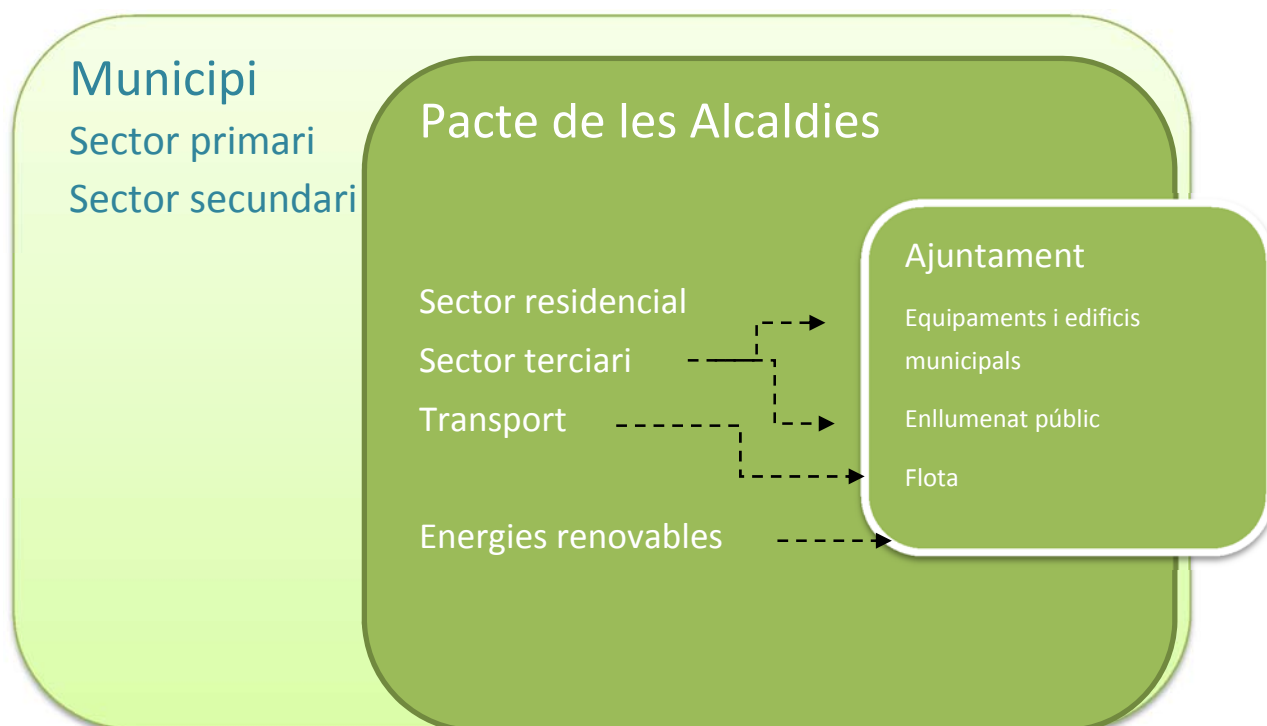 Municipi
Sector primari
Sector secundari
Pacte de les Alcaldies
Sector residencial
Sector terciari
Transport
Energies renovables
Ajuntament
Equipaments i edificis
municipals
Enllumenat públic
Flota